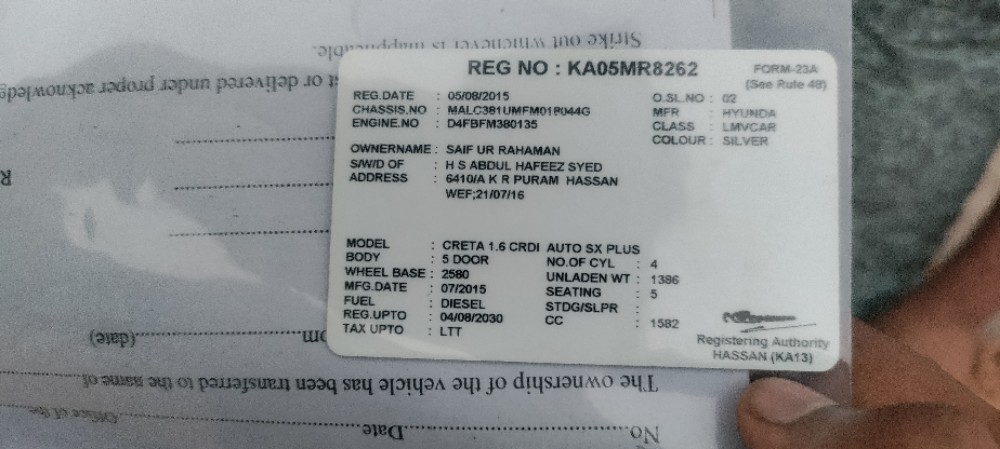 REG NO : KA05MR8262
FORM-23A
(See Rule 48)
REG.DATE : 05/08/2015
CHASSIS.NO : MALC381UMFM018044G
ENGINE.NO : D4FBFM380135
O.SL.NO : 02
MFR : HYUNDA
CLASS : LMVCAR
COLOUR : SILVER
OWNERNAME : SAIF UR RAHAMAN
S/W/D OF : H S ABDUL HAFEEZ SYED
ADDRESS : 6410/A K R PURAM HASSAN
WEF;21/07/16
MODEL : CRETA 1.6 CRDI AUTO SX PLUS
BODY : 5 DOOR
WHEEL BASE : 2580
MFG.DATE : 07/2015
FUEL : DIESEL
REG.UPTO : 04/08/2030
TAX UPTO : LTT
NO.OF CYL : 4
UNLADEN WT : 1386
SEATING : 5
STDG/SLPR :
CC : 1582
Registering Authority
HASSAN (KA13)
No. Date
Office of the
The ownership of the vehicle has been transferred to the name of
(date)
R
or delivered under proper acknowledg
Strike out whichever is inapplicable.